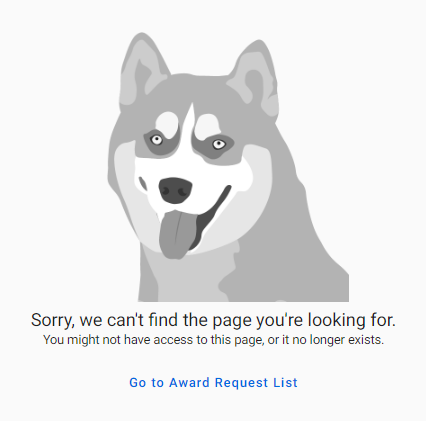 Sorry, we can't find the page you're looking for.
You might not have access to this page, or it no longer exists.
Go to Award Request List